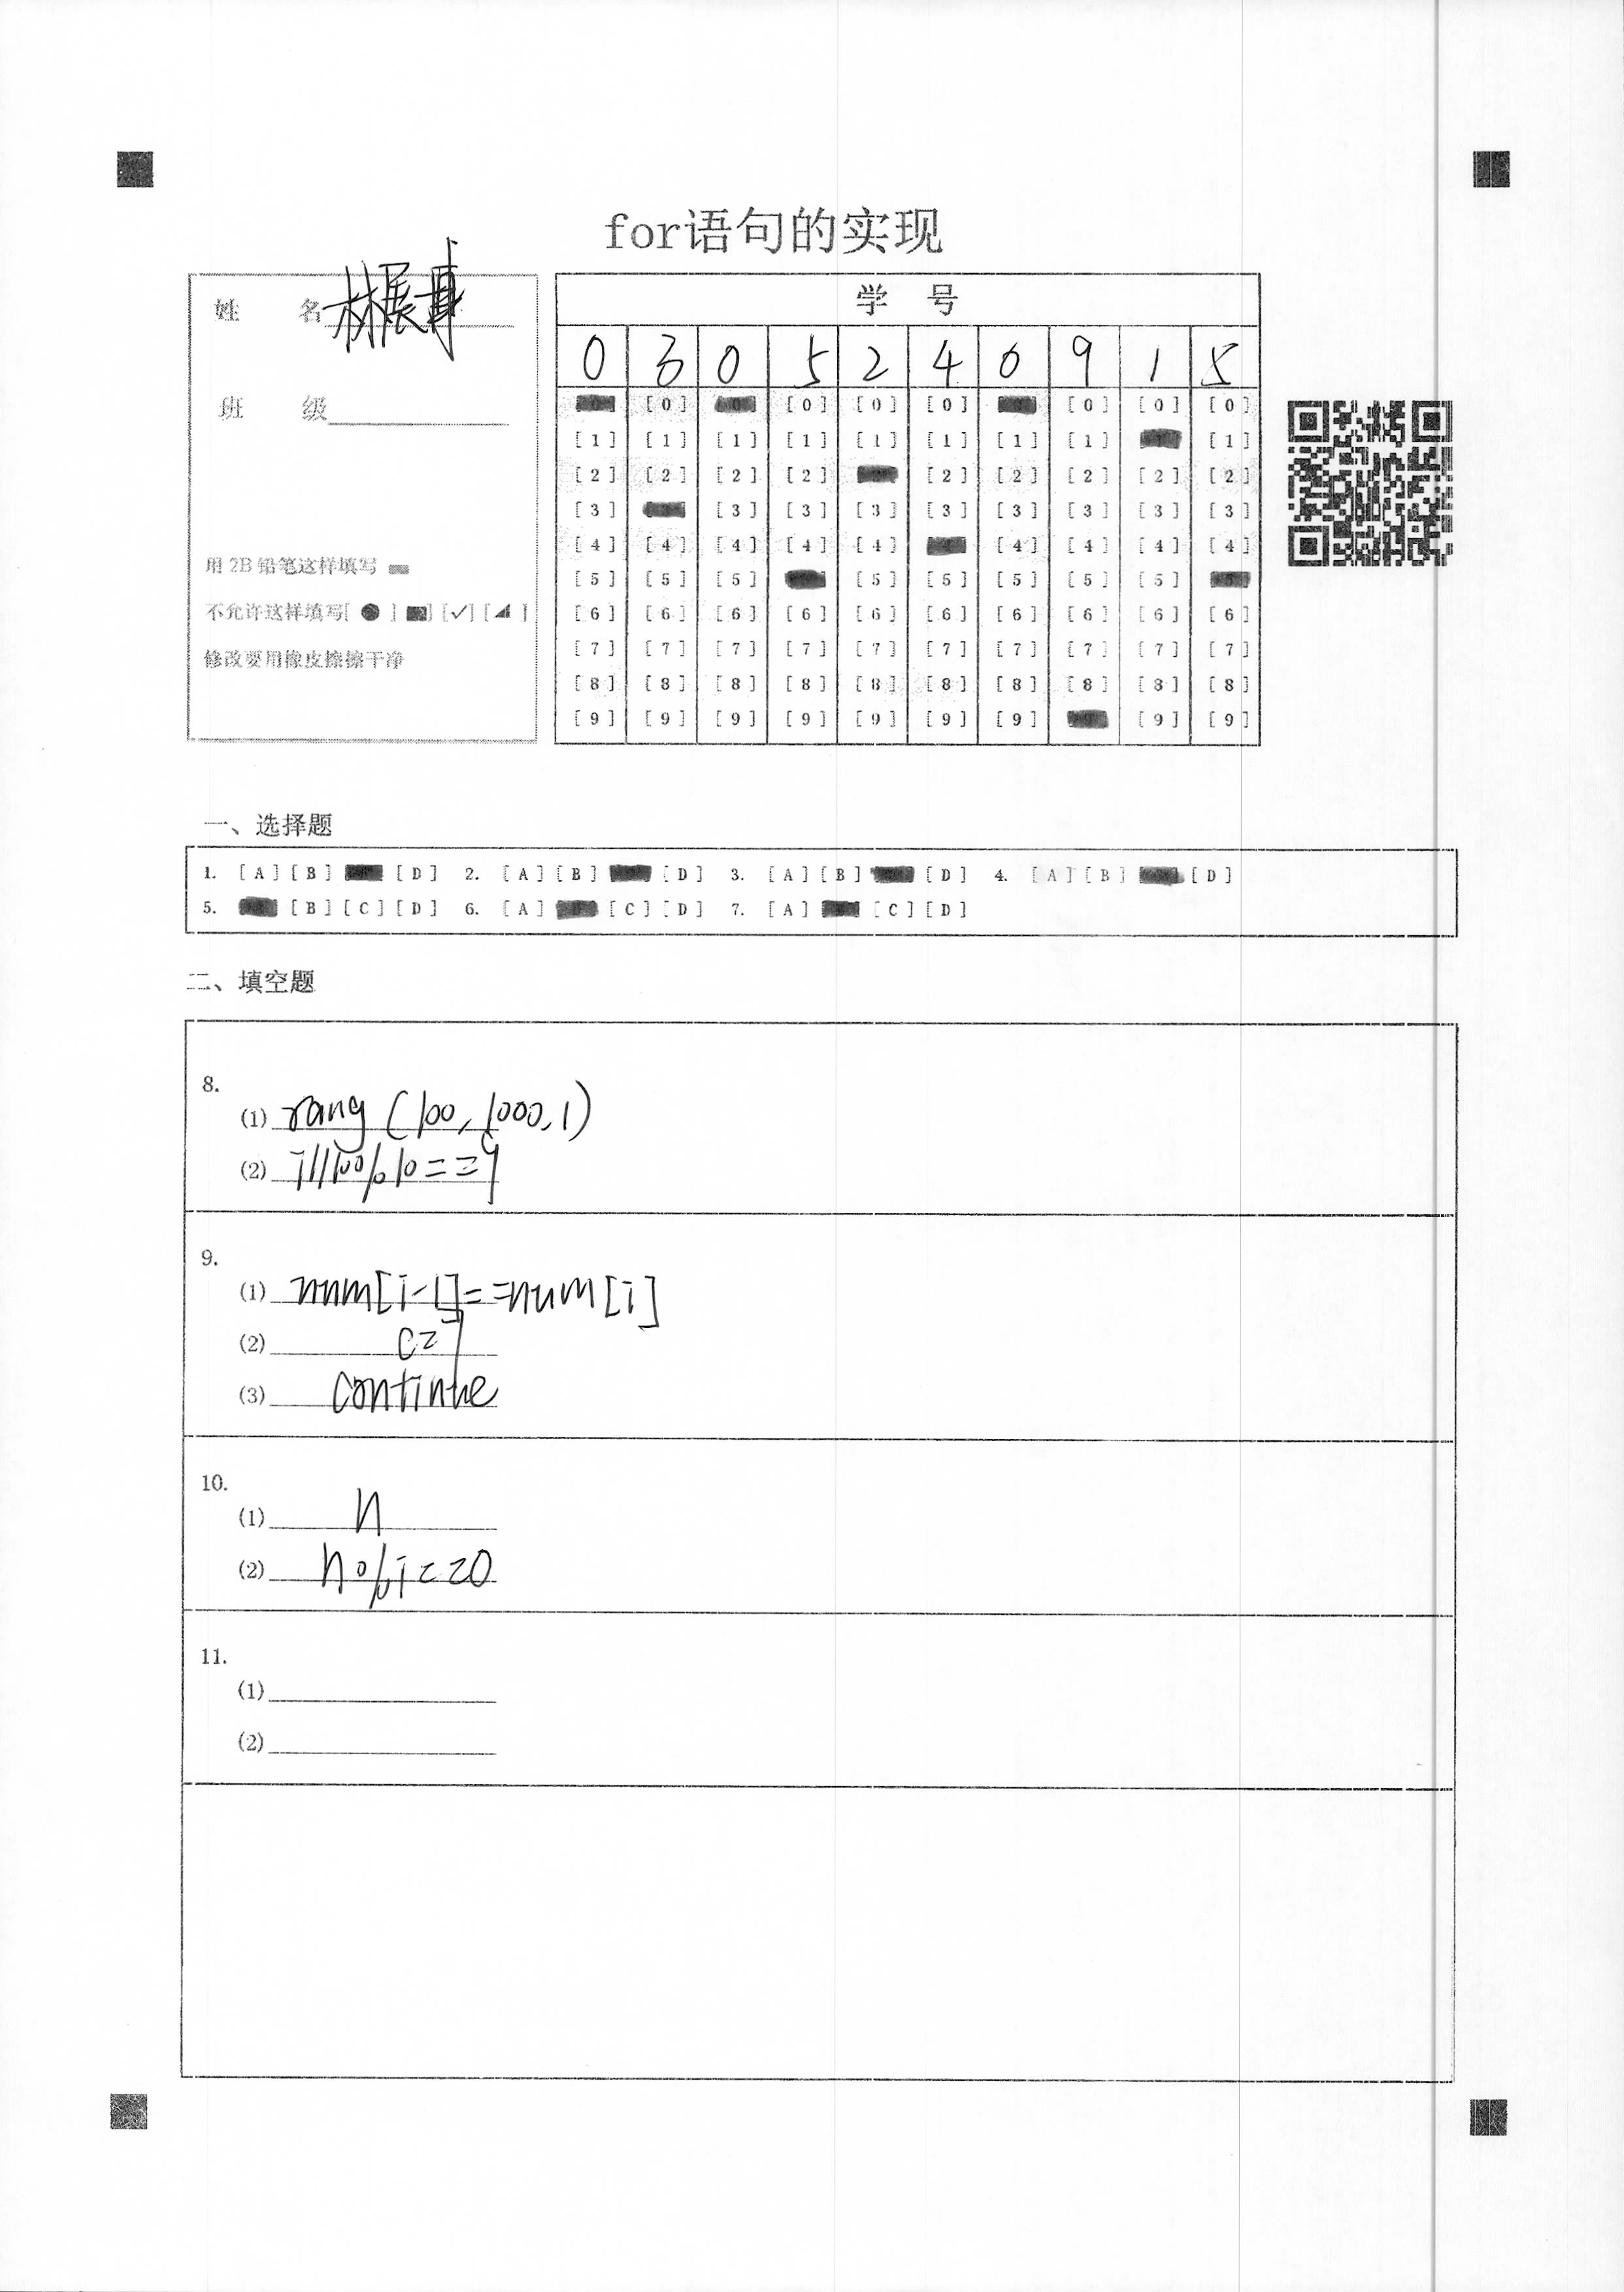 for语句的实现
姓 名 林展
班 级
用2B铅笔这样填写
不允许这样填写[ ● ] [■] [✓] [◢ ]
修改要用橡皮擦擦干净
学 号
0 3 0 5 2 4 0 9 1 5
[0] [0] [0] [0] [0] [0] [0]
[1] [1] [1] [1] [1] [1] [1] [1] [1]
[2] [2] [2] [2] [2] [2] [2] [2] [2]
[3] [3] [3] [3] [3] [3] [3] [3] [3]
[4] [4] [4] [4] [4] [4] [4] [4] [4]
[5] [5] [5] [5] [5] [5] [5] [5]
[6] [6] [6] [6] [6] [6] [6] [6] [6] [6]
[7] [7] [7] [7] [7] [7] [7] [7] [7] [7]
[8] [8] [8] [8] [8] [8] [8] [8] [8] [8]
[9] [9] [9] [9] [9] [9] [9] [9] [9]
一、选择题
1. [A] [B] [D] 2. [A] [B] [D] 3. [A] [B] [D] 4. [A] [B] [D]
5. [B] [C] [D] 6. [A] [C] [D] 7. [A] [C] [D]
二、填空题
8.
(1) rang (100, 1000, 1)
(2) i//100%10==9
9.
(1) num[i-1]==num[i]
(2) c=1
(3) continue
10.
(1) n
(2) n%i==0
11.
(1)
(2)